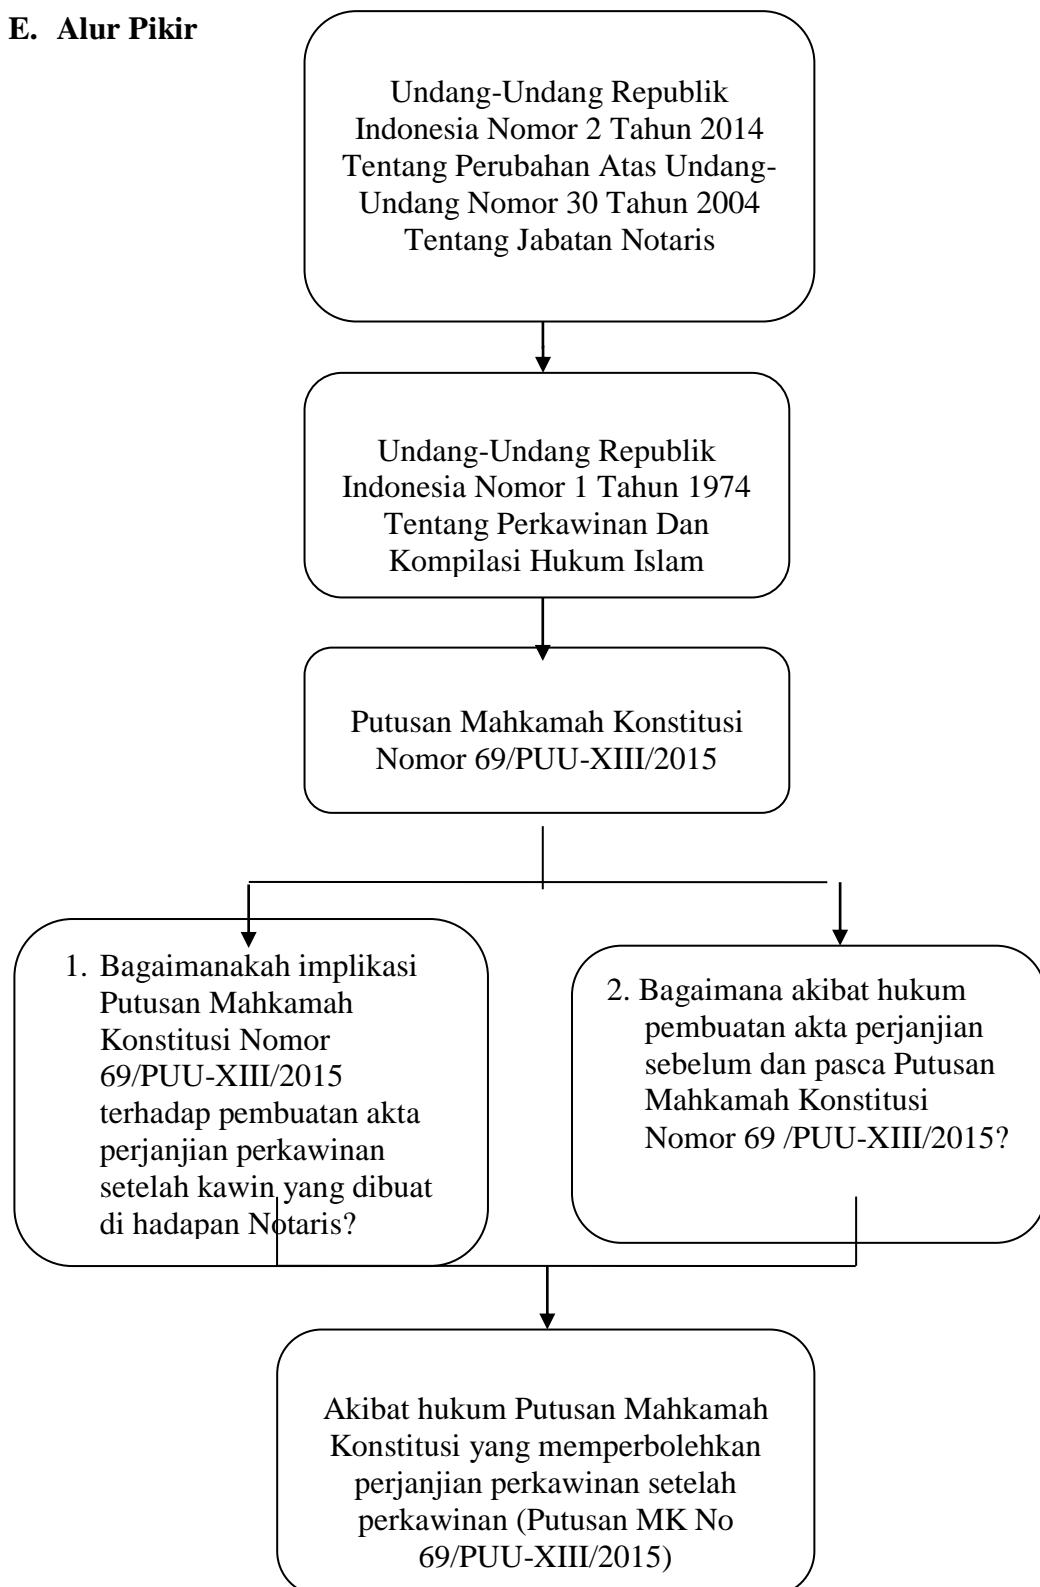 E. Alur Pikir
Undang-Undang Republik
Indonesia Nomor 2 Tahun 2014
Tentang Perubahan Atas Undang-
Undang Nomor 30 Tahun 2004
Tentang Jabatan Notaris
Undang-Undang Republik
Indonesia Nomor 1 Tahun 1974
Tentang Perkawinan Dan
Kompilasi Hukum Islam
Putusan Mahkamah Konstitusi
Nomor 69/PUU-XIII/2015
1. Bagaimanakah implikasi
Putusan Mahkamah
Konstitusi Nomor
69/PUU-XIII/2015
terhadap pembuatan akta
perjanjian perkawinan
setelah kawin yang dibuat
di hadapan Notaris?
2. Bagaimana akibat hukum
pembuatan akta perjanjian
sebelum dan pasca Putusan
Mahkamah Konstitusi
Nomor 69 /PUU-XIII/2015?
Akibat hukum Putusan Mahkamah
Konstitusi yang memperbolehkan
perjanjian perkawinan setelah
perkawinan (Putusan MK No
69/PUU-XIII/2015)